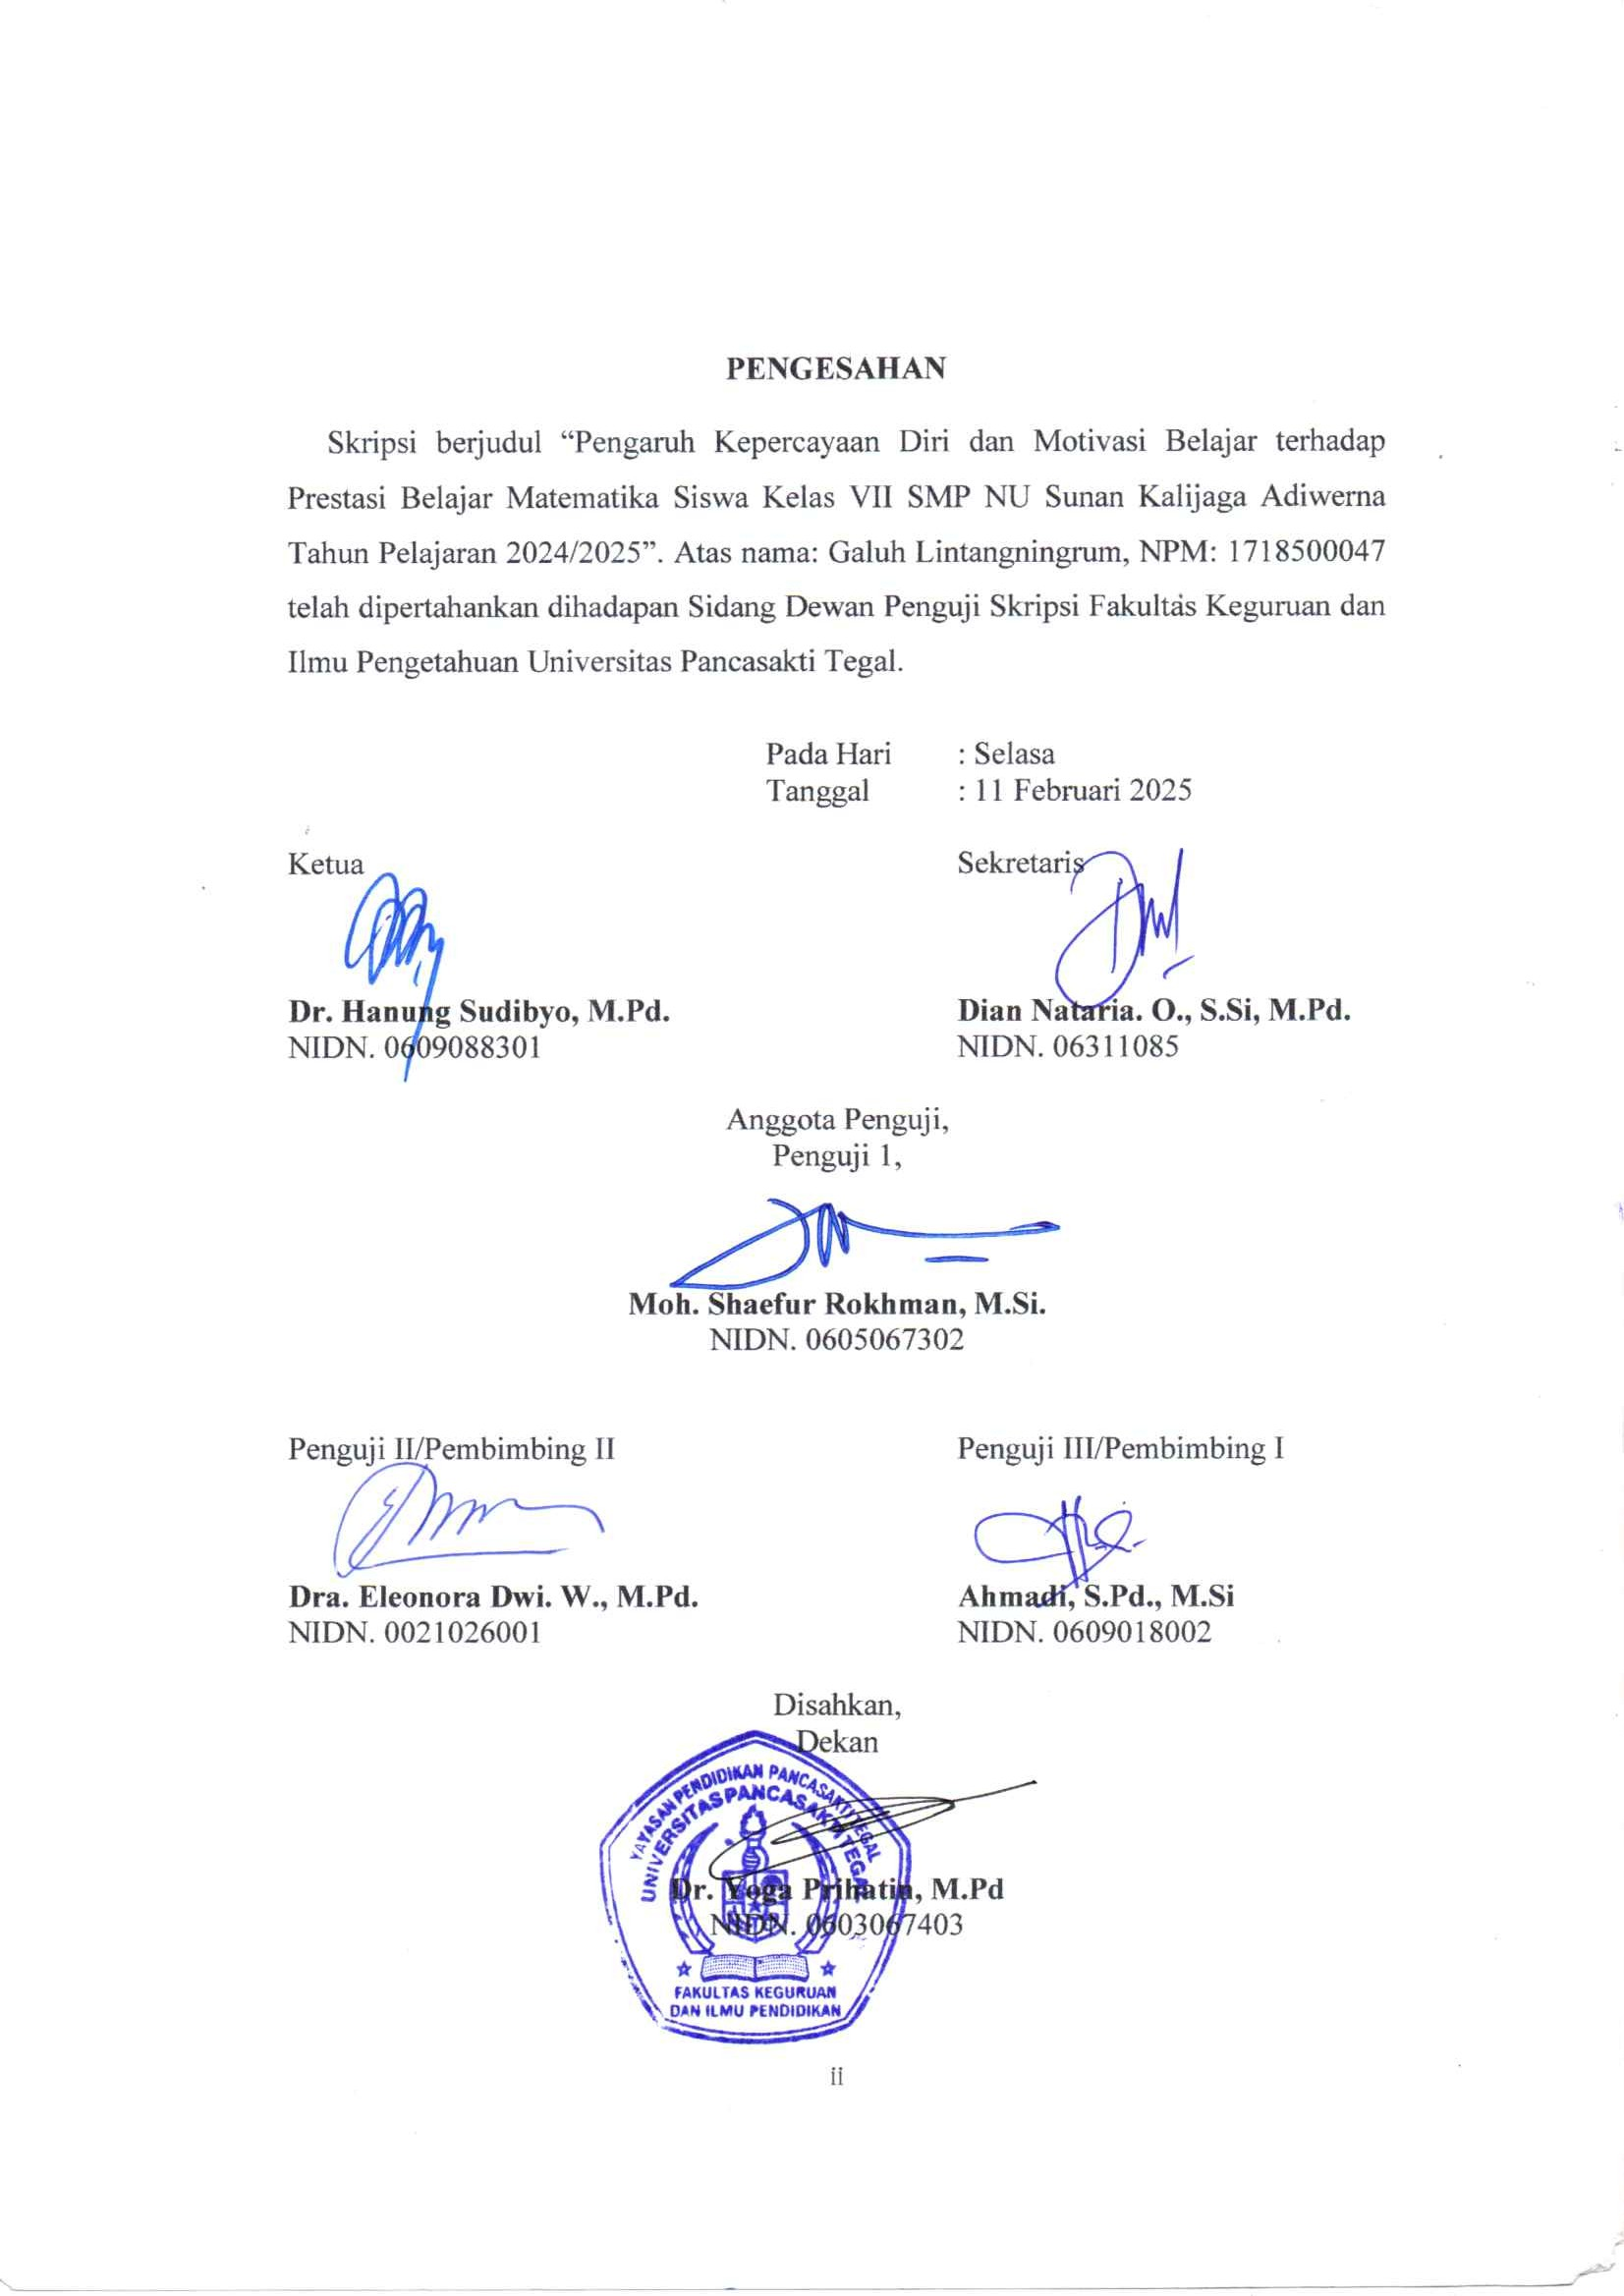 PENGESAHAN
Skripsi berjudul “Pengaruh Kepercayaan Diri dan Motivasi Belajar terhadap
Prestasi Belajar Matematika Siswa Kelas VII SMP NU Sunan Kalijaga Adiwerna
Tahun Pelajaran 2024/2025”. Atas nama: Galuh Lintangningrum, NPM: 1718500047
telah dipertahankan dihadapan Sidang Dewan Penguji Skripsi Fakultas Keguruan dan
Ilmu Pengetahuan Universitas Pancasakti Tegal.
Pada Hari : Selasa
Tanggal : 11 Februari 2025
Ketua
Sekretaris
Dr. Hanung Sudibyo, M.Pd.
NIDN. 0609088301
Dian Nataria. O., S.Si, M.Pd.
NIDN. 06311085
Anggota Penguji,
Penguji 1,
Moh. Shaefur Rokhman, M.Si.
NIDN. 0605067302
Penguji II/Pembimbing II
Penguji III/Pembimbing I
Dra. Eleonora Dwi. W., M.Pd.
NIDN. 0021026001
Ahmadi, S.Pd., M.Si
NIDN. 0609018002
Disahkan,
Dekan
YAYASAN PENDIDIKAN PANCASAKTI TEGAL
UNIVERSITAS PANCASAKTI TEGAL
Dr. Yoga Prihatin, M.Pd
NIDN. 0603067403
FAKULTAS KEGURUAN
DAN ILMU PENDIDIKAN
ii